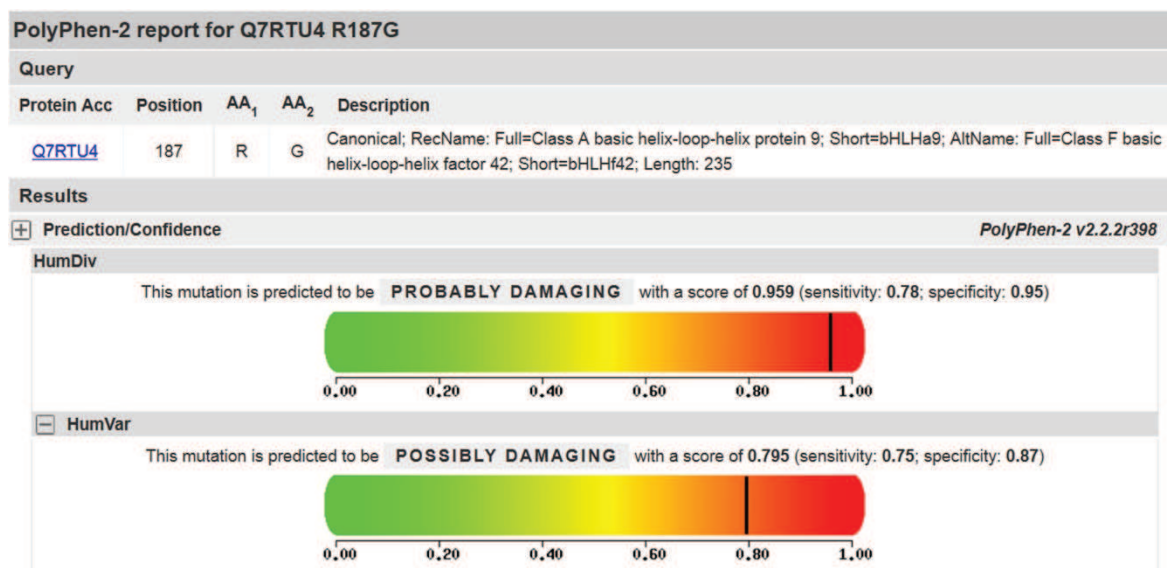 PolyPhen-2 report for Q7RTU4 R187G
Query
Protein Acc Position AA1 AA2 Description
Q7RTU4 187 R G Canonical; RecName: Full=Class A basic helix-loop-helix protein 9; Short=bHLHa9; AltName: Full=Class F basic
helix-loop-helix factor 42; Short=bHLHf42; Length: 235
Results
Prediction/Confidence PolyPhen-2 v2.2.2r398
HumDiv
This mutation is predicted to be PROBABLY DAMAGING with a score of 0.959 (sensitivity: 0.78; specificity: 0.95)
0.00 0.20 0.40 0.60 0.80 1.00
HumVar
This mutation is predicted to be POSSIBLY DAMAGING with a score of 0.795 (sensitivity: 0.75; specificity: 0.87)
0.00 0.20 0.40 0.60 0.80 1.00